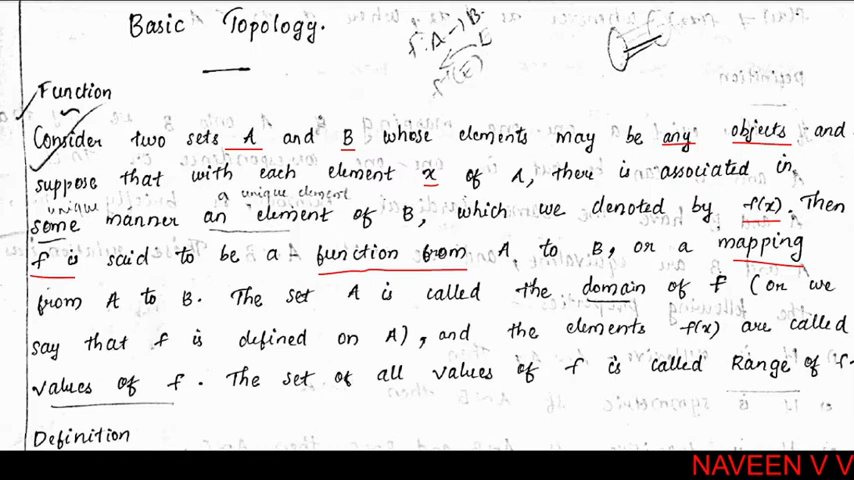 Basic Topology.
f: A → B.
E
f⁻¹(E)
Function
Consider two sets A and B whose elements may be any objects and
suppose that with each element x of A, there is associated in
unique a unique element
some manner an element of B, which we denoted by f(x). Then
f is said to be a function from A to B, or a mapping
from A to B. The set A is called the domain of f (or we
say that f is defined on A), and the elements f(x) are called
values of f. The set of all values of f is called Range of f.
Definition
NAVEEN V V